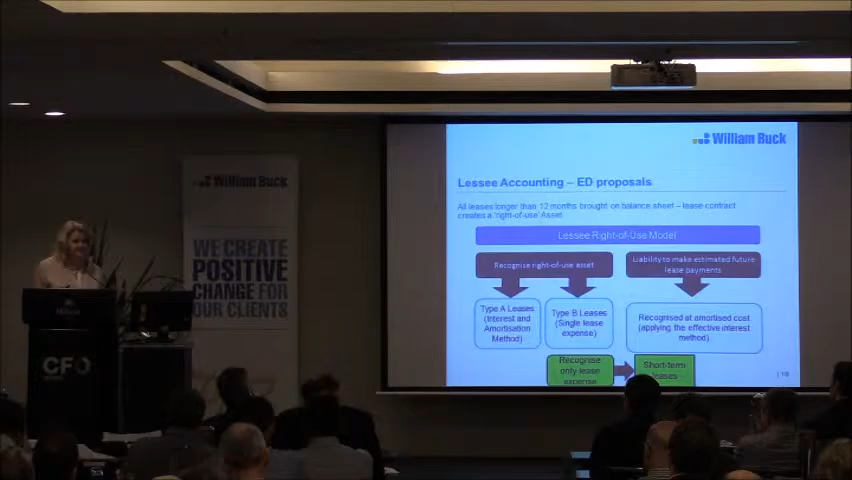 William Buck
WE CREATE
POSITIVE
CHANGE FOR
OUR CLIENTS
CFO
William Buck
Lessee Accounting – ED proposals
All leases longer than 12 months brought on balance sheet – lease contract
creates a 'right-of-use' Asset
Lessee Right-of-Use Model
Recognise right-of-use asset
Liability to make estimated future
lease payments
Type A Leases
(Interest and
Amortisation
Method)
Type B Leases
(Single lease
expense)
Recognised at amortised cost
(applying the effective interest
method)
Recognise
only lease
expense
Short-term
leases